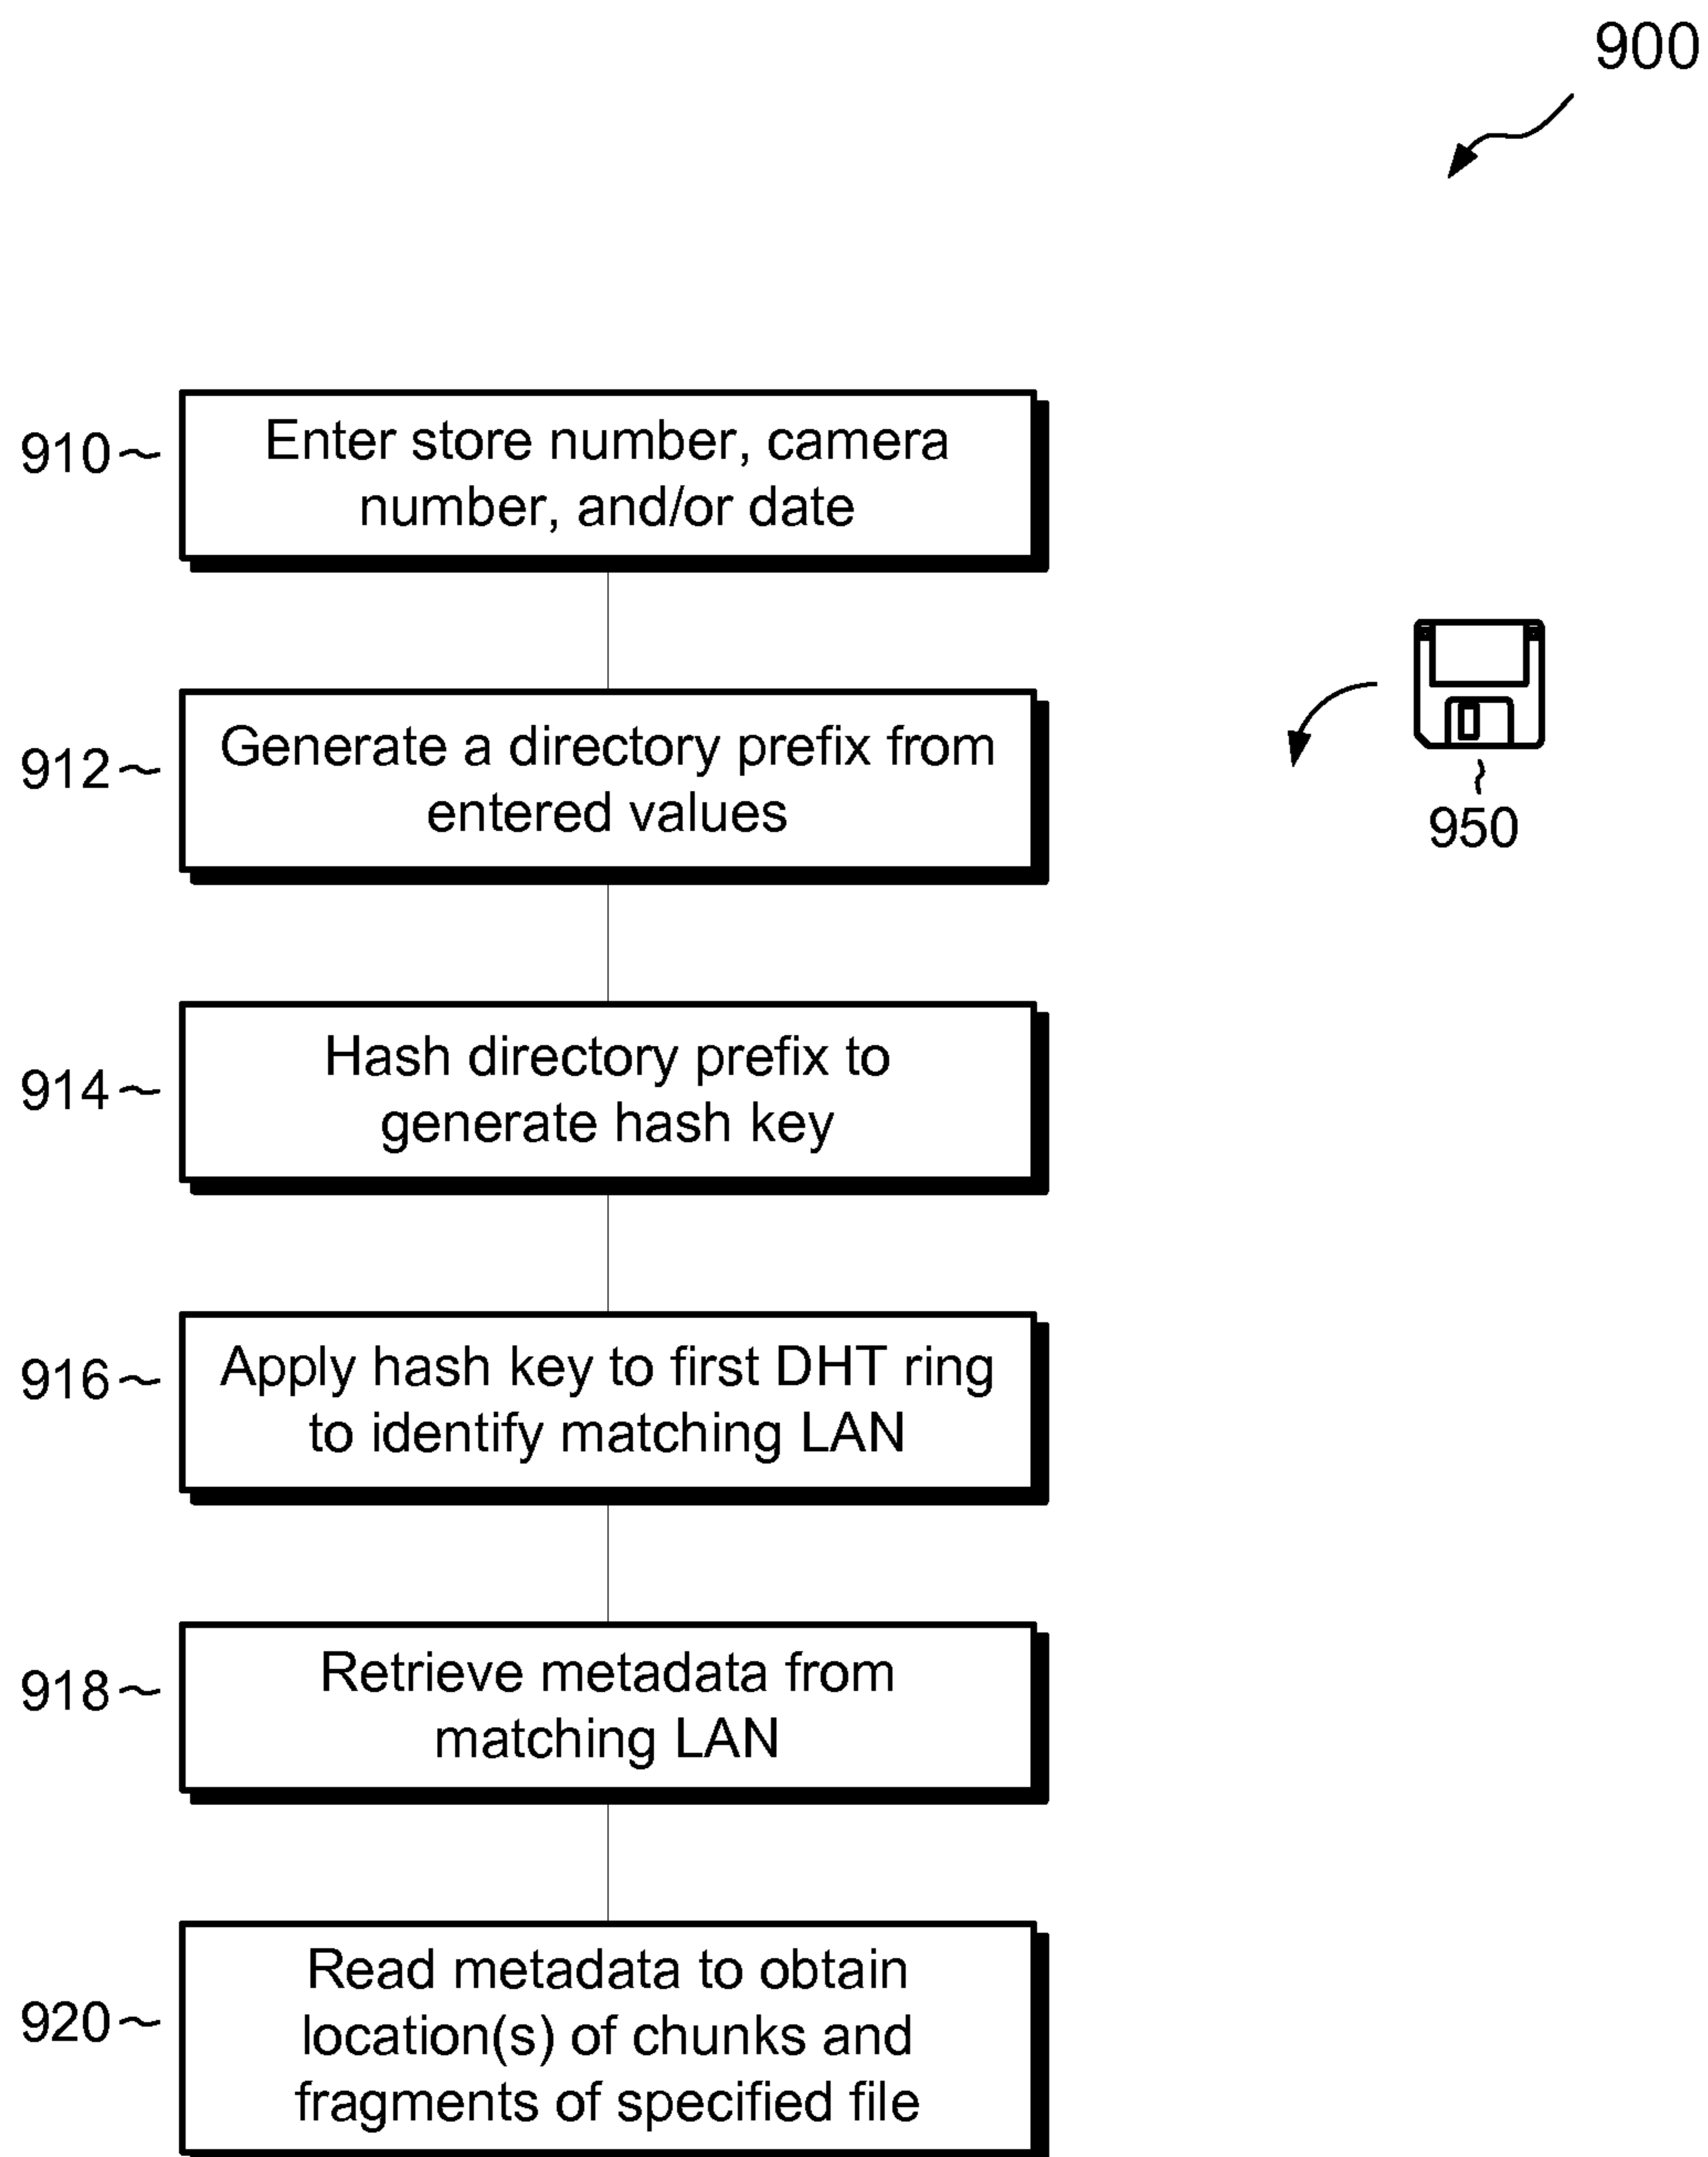 900
910
Enter store number, camera
number, and/or date
912
Generate a directory prefix from
entered values
950
914
Hash directory prefix to
generate hash key
916
Apply hash key to first DHT ring
to identify matching LAN
918
Retrieve metadata from
matching LAN
920
Read metadata to obtain
location(s) of chunks and
fragments of specified file